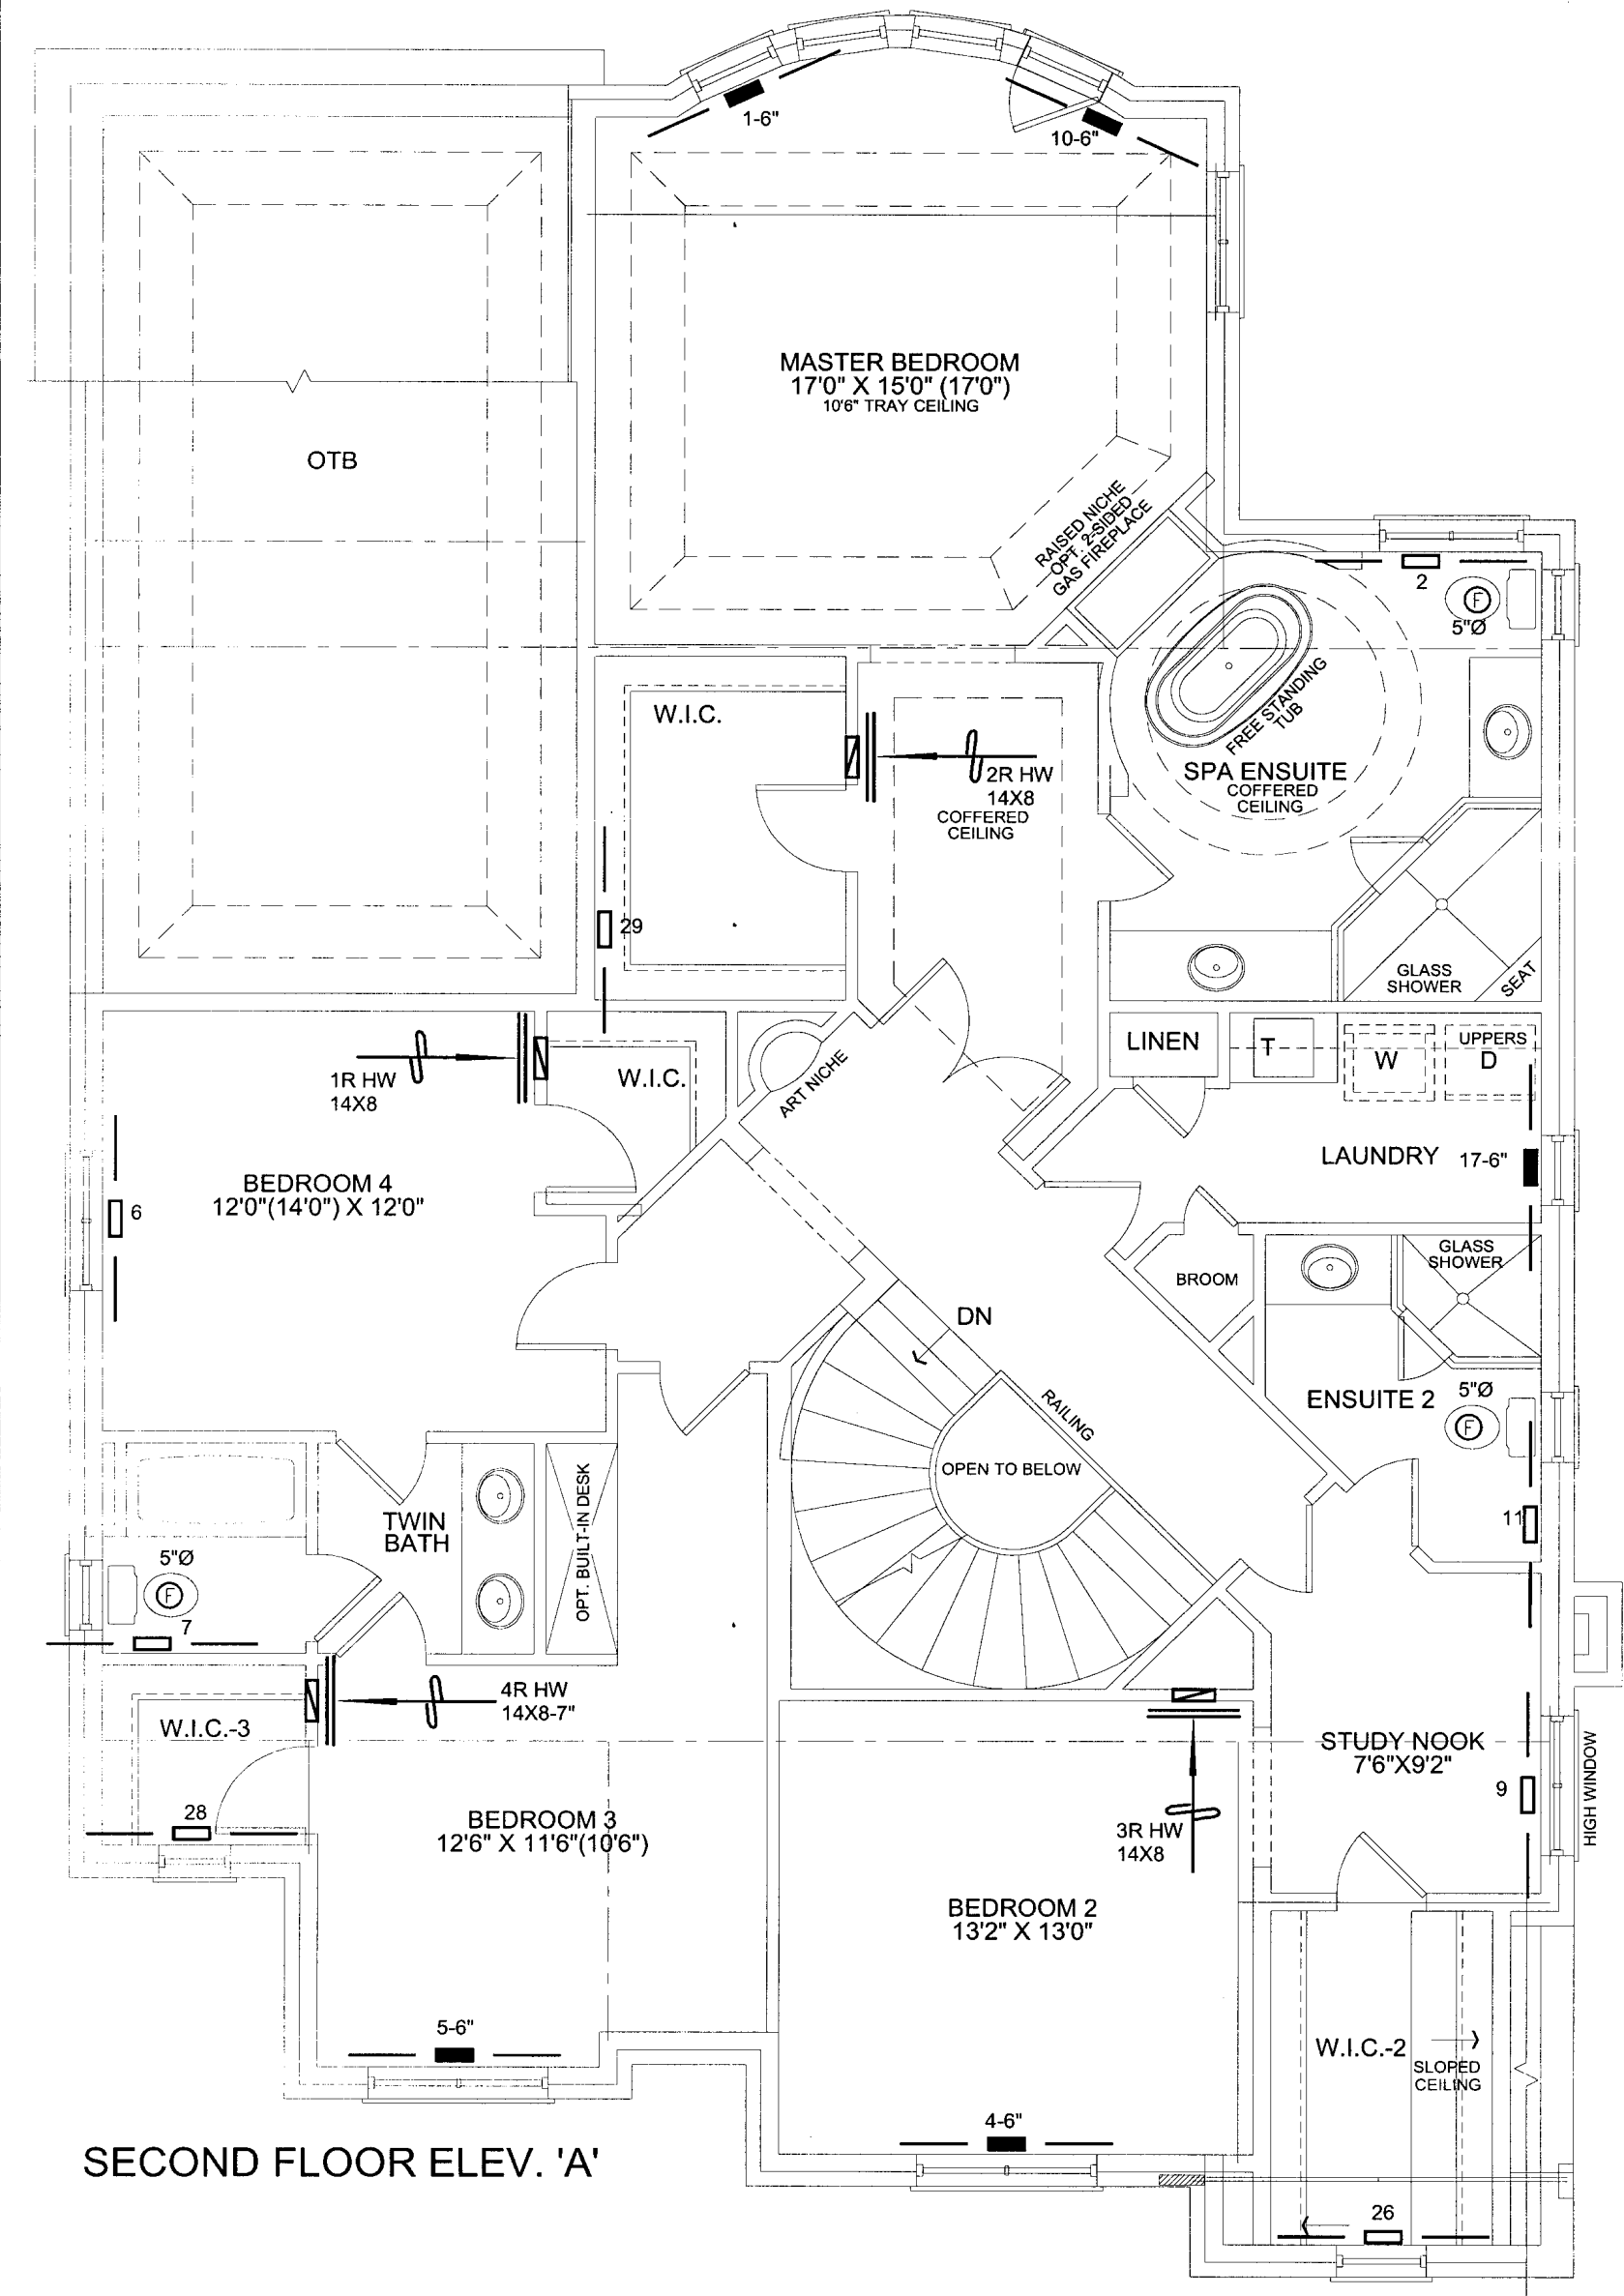 1-6"
10-6"
MASTER BEDROOM
17'0" X 15'0" (17'0")
10'6" TRAY CEILING
OTB
RAISED NICHE
OPT. 2-SIDED
GAS FIREPLACE
2
F
5"Ø
W.I.C.
FREE STANDING
TUB
2R HW
14X8
COFFERED
CEILING
SPA ENSUITE
COFFERED
CEILING
29
GLASS
SHOWER
SEAT
1R HW
14X8
W.I.C.
ART NICHE
LINEN
T
W
UPPERS
D
LAUNDRY
17-6"
BEDROOM 4
12'0"(14'0") X 12'0"
6
BROOM
GLASS
SHOWER
DN
RAILING
ENSUITE 2
5"Ø
F
OPEN TO BELOW
11
TWIN
BATH
OPT. BUILT-IN DESK
5"Ø
F
7
4R HW
14X8-7"
W.I.C.-3
28
BEDROOM 3
12'6" X 11'6"(10'6")
STUDY NOOK
7'6"X9'2"
9
HIGH WINDOW
3R HW
14X8
BEDROOM 2
13'2" X 13'0"
5-6"
W.I.C.-2
SLOPED
CEILING
4-6"
SECOND FLOOR ELEV. 'A'
26